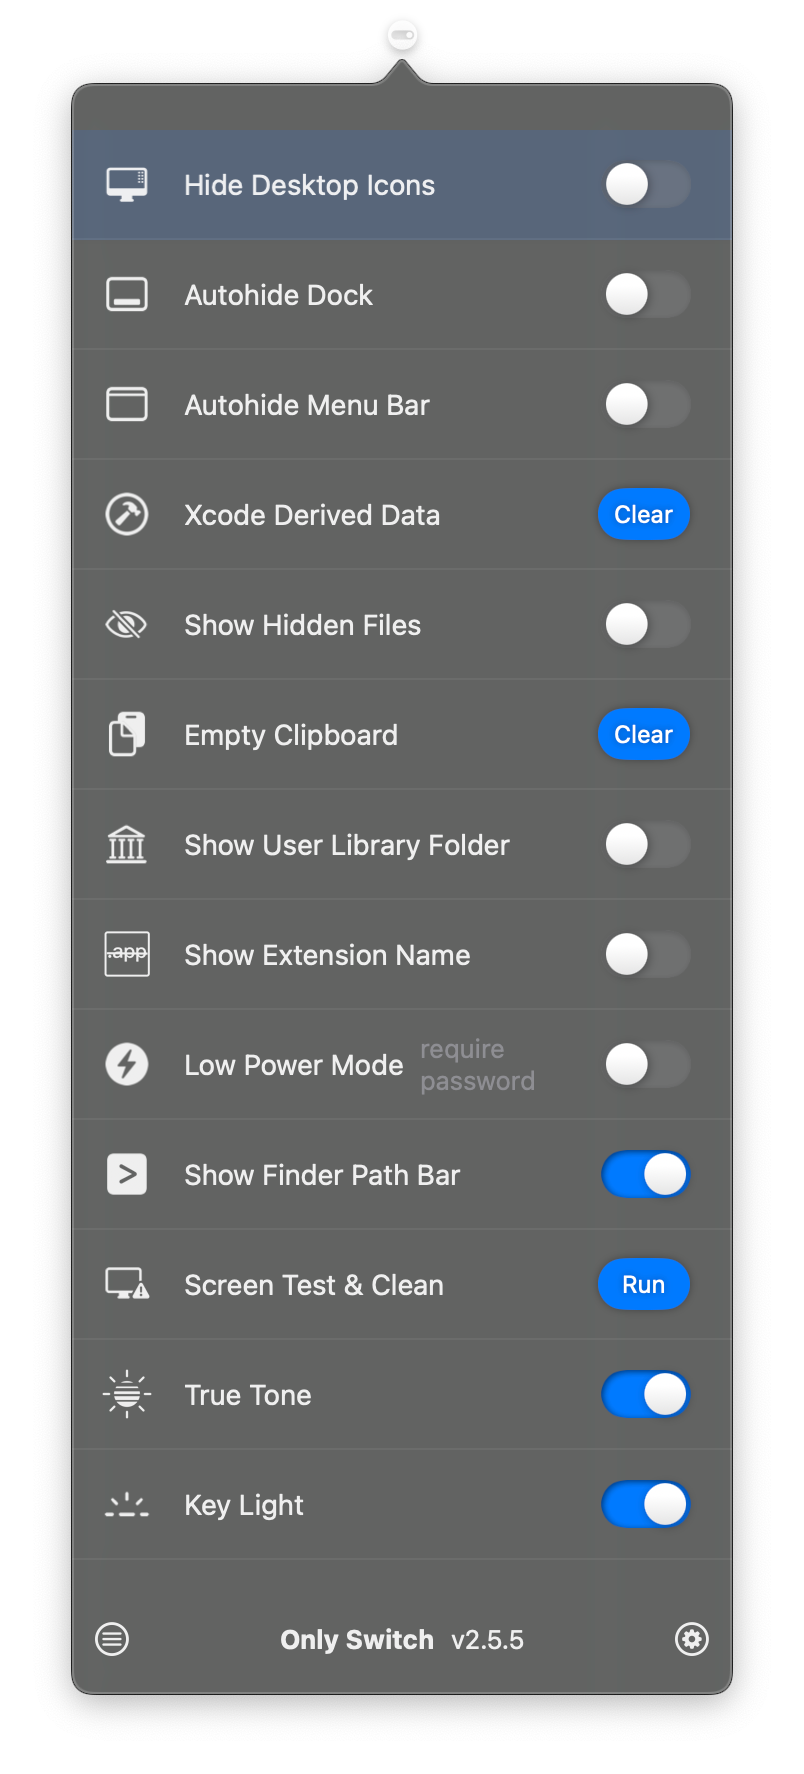 Hide Desktop Icons
Autohide Dock
Autohide Menu Bar
Xcode Derived Data Clear
Show Hidden Files
Empty Clipboard Clear
Show User Library Folder
.app Show Extension Name
Low Power Mode require
password
Show Finder Path Bar
Screen Test & Clean Run
True Tone
Key Light
Only Switch v2.5.5